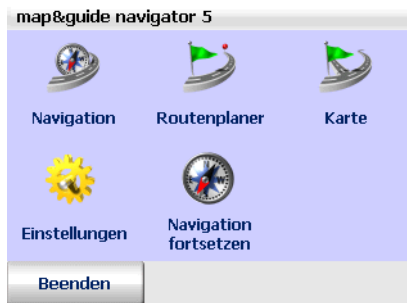 map&guide navigator 5
Navigation
Routenplaner
Karte
Einstellungen
Navigation
fortsetzen
Beenden